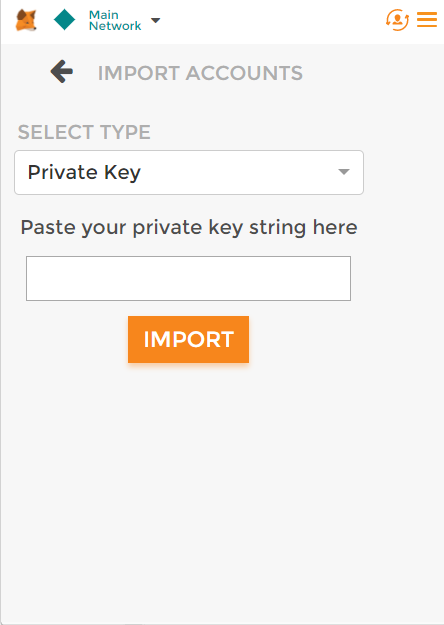 Main
Network
IMPORT ACCOUNTS
SELECT TYPE
Private Key
Paste your private key string here
IMPORT